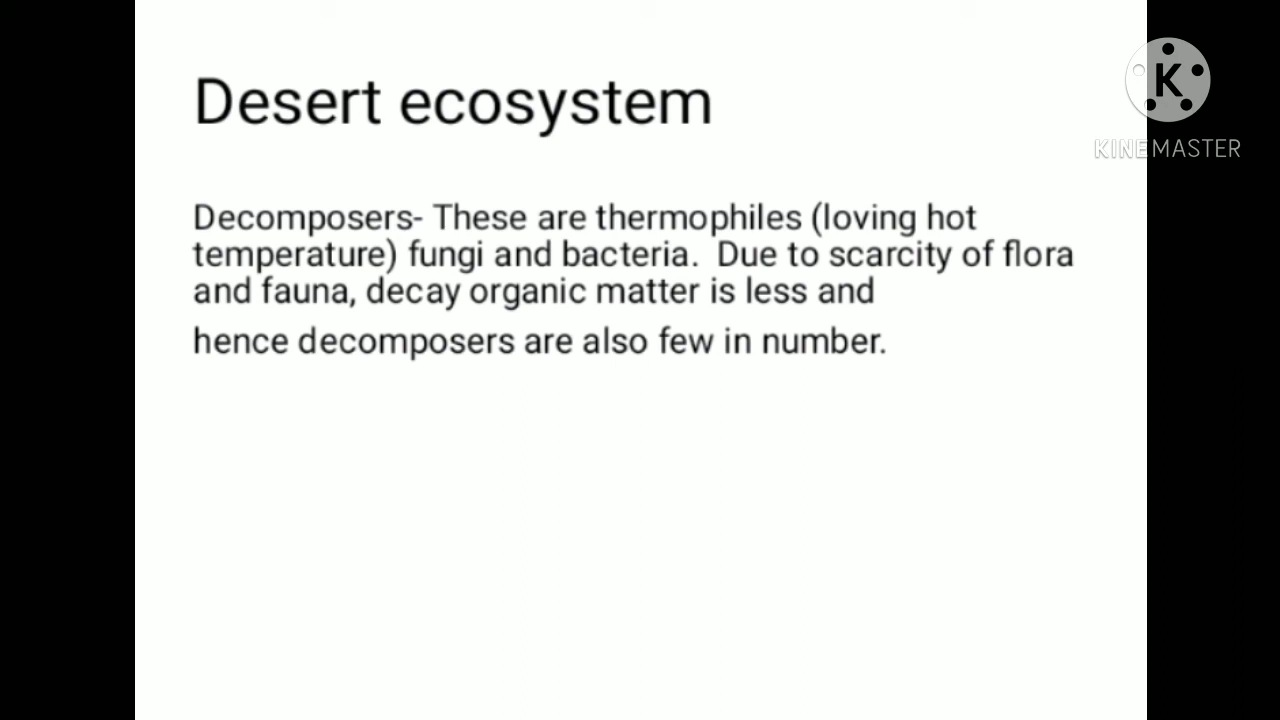 Desert ecosystem
K
KINEMASTER
Decomposers- These are thermophiles (loving hot
temperature) fungi and bacteria.  Due to scarcity of flora
and fauna, decay organic matter is less and
hence decomposers are also few in number.